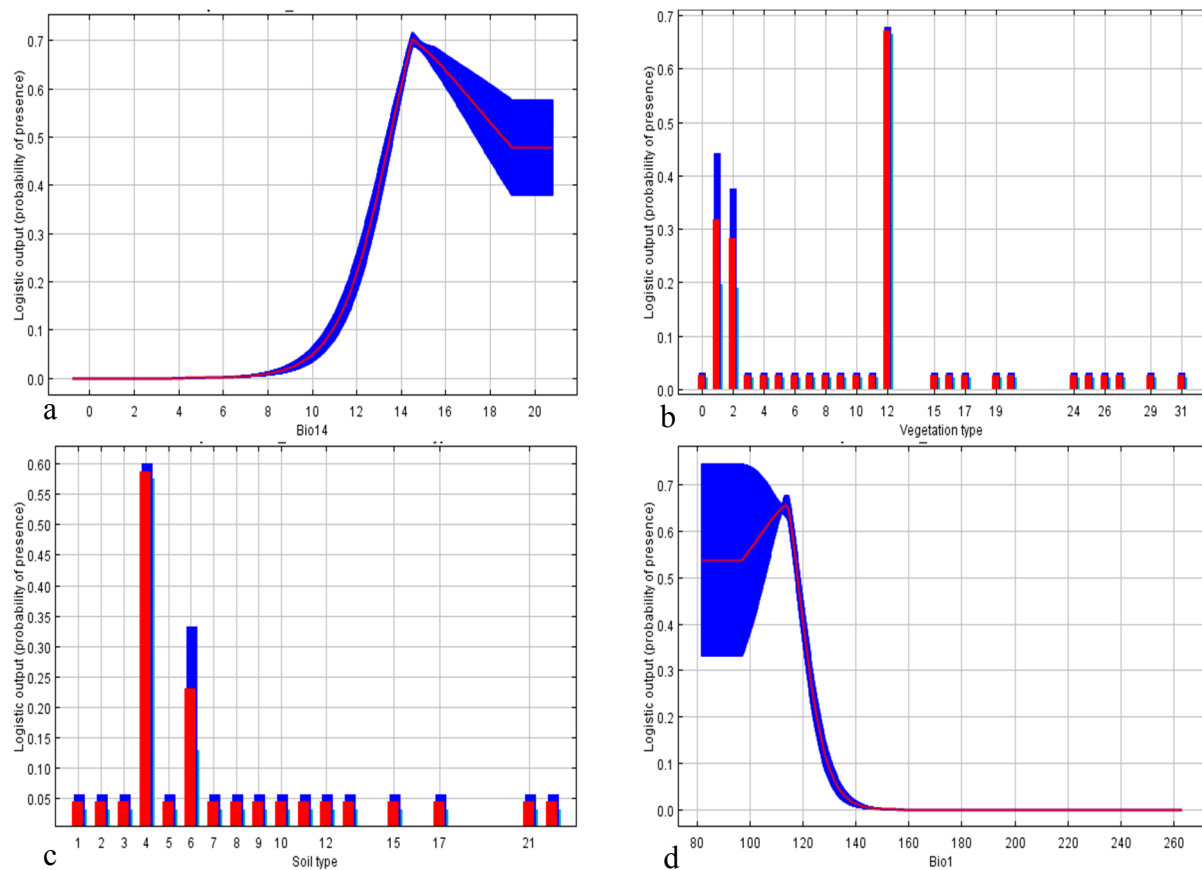 0.7
0.6
0.5
0.4
0.3
0.2
0.1
0.0
Logistic output (probability of presence)
0 2 4 6 8 10 12 14 16 18 20
Bio14
a
0.7
0.6
0.5
0.4
0.3
0.2
0.1
0.0
Logistic output (probability of presence)
0 2 4 6 8 10 12 15 17 19 24 26 29 31
Vegetation type
b
0.60
0.55
0.50
0.45
0.40
0.35
0.30
0.25
0.20
0.15
0.10
0.05
Logistic output (probability of presence)
1 2 3 4 5 6 7 8 9 10 11 12 13 15 17 21
Soil type
c
0.7
0.6
0.5
0.4
0.3
0.2
0.1
0.0
Logistic output (probability of presence)
80 100 120 140 160 180 200 220 240 260
Bio1
d